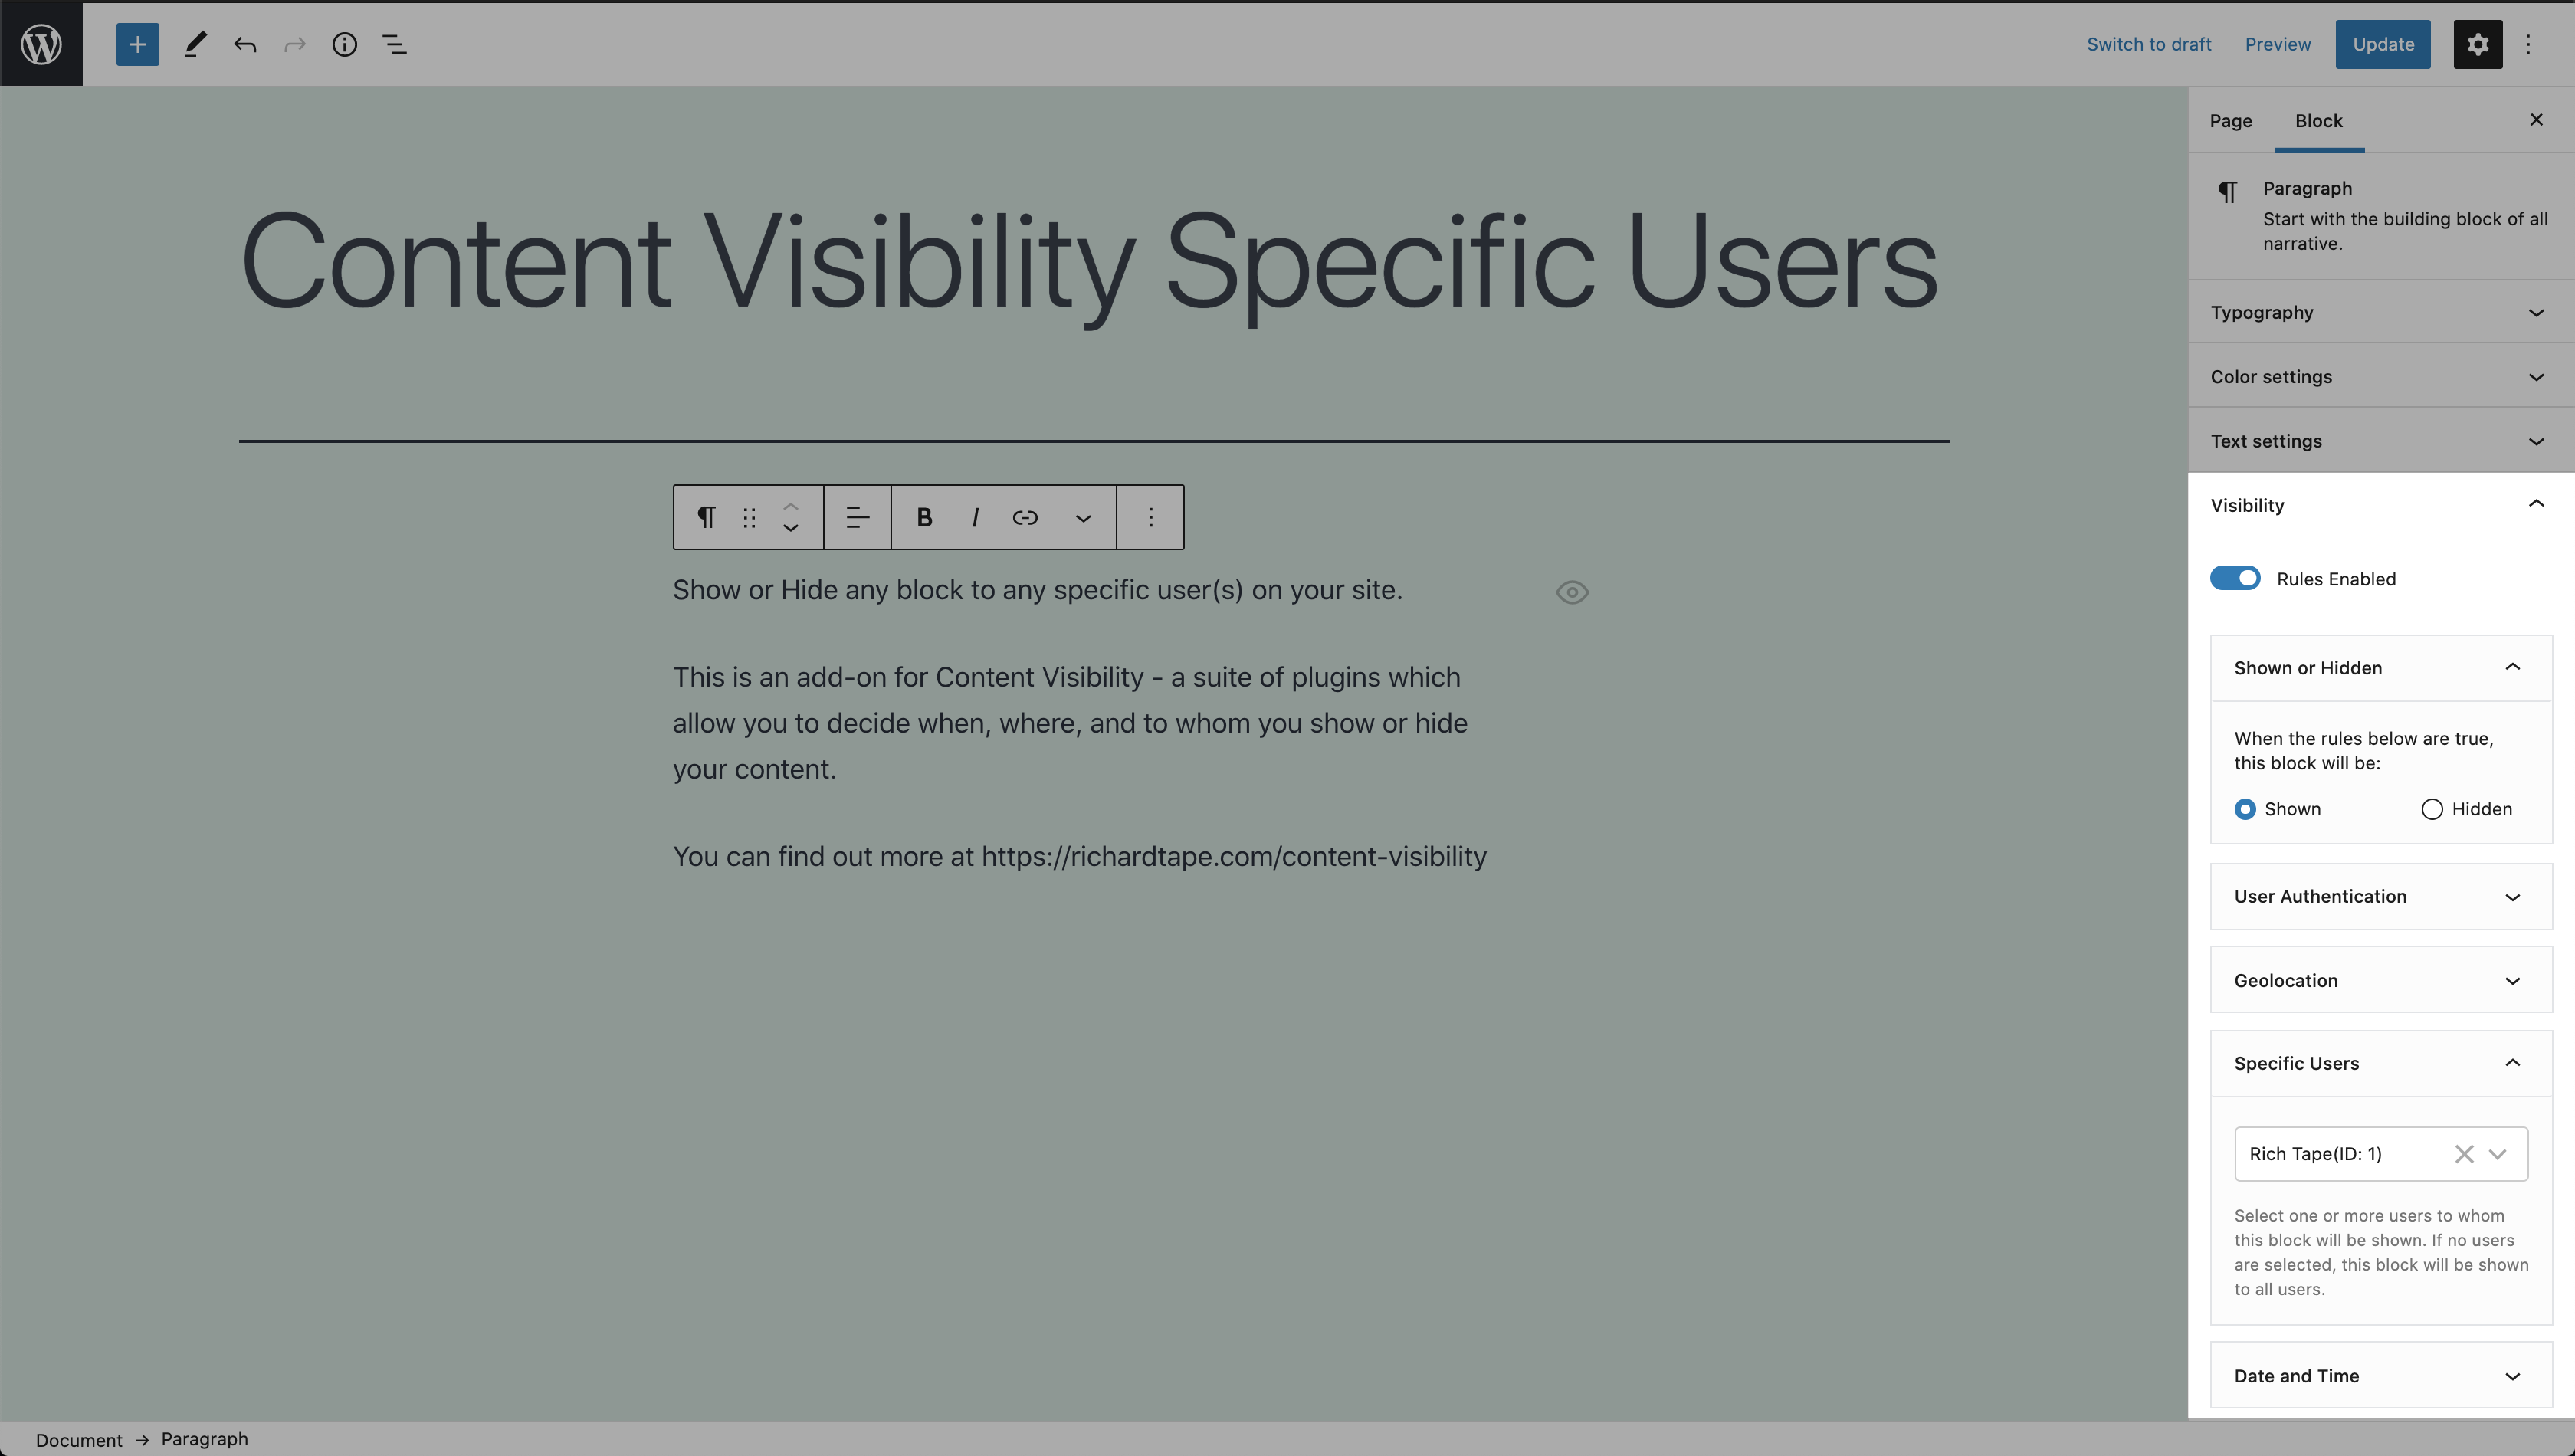 Switch to draft Preview Update
Content Visibility Specific Users
Show or Hide any block to any specific user(s) on your site.
This is an add-on for Content Visibility - a suite of plugins which
allow you to decide when, where, and to whom you show or hide
your content.
You can find out more at https://richardtape.com/content-visibility
Page Block
Paragraph
Start with the building block of all
narrative.
Typography
Color settings
Text settings
Visibility
Rules Enabled
Shown or Hidden
When the rules below are true,
this block will be:
Shown Hidden
User Authentication
Geolocation
Specific Users
Rich Tape(ID: 1)
Select one or more users to whom
this block will be shown. If no users
are selected, this block will be shown
to all users.
Date and Time
Document → Paragraph